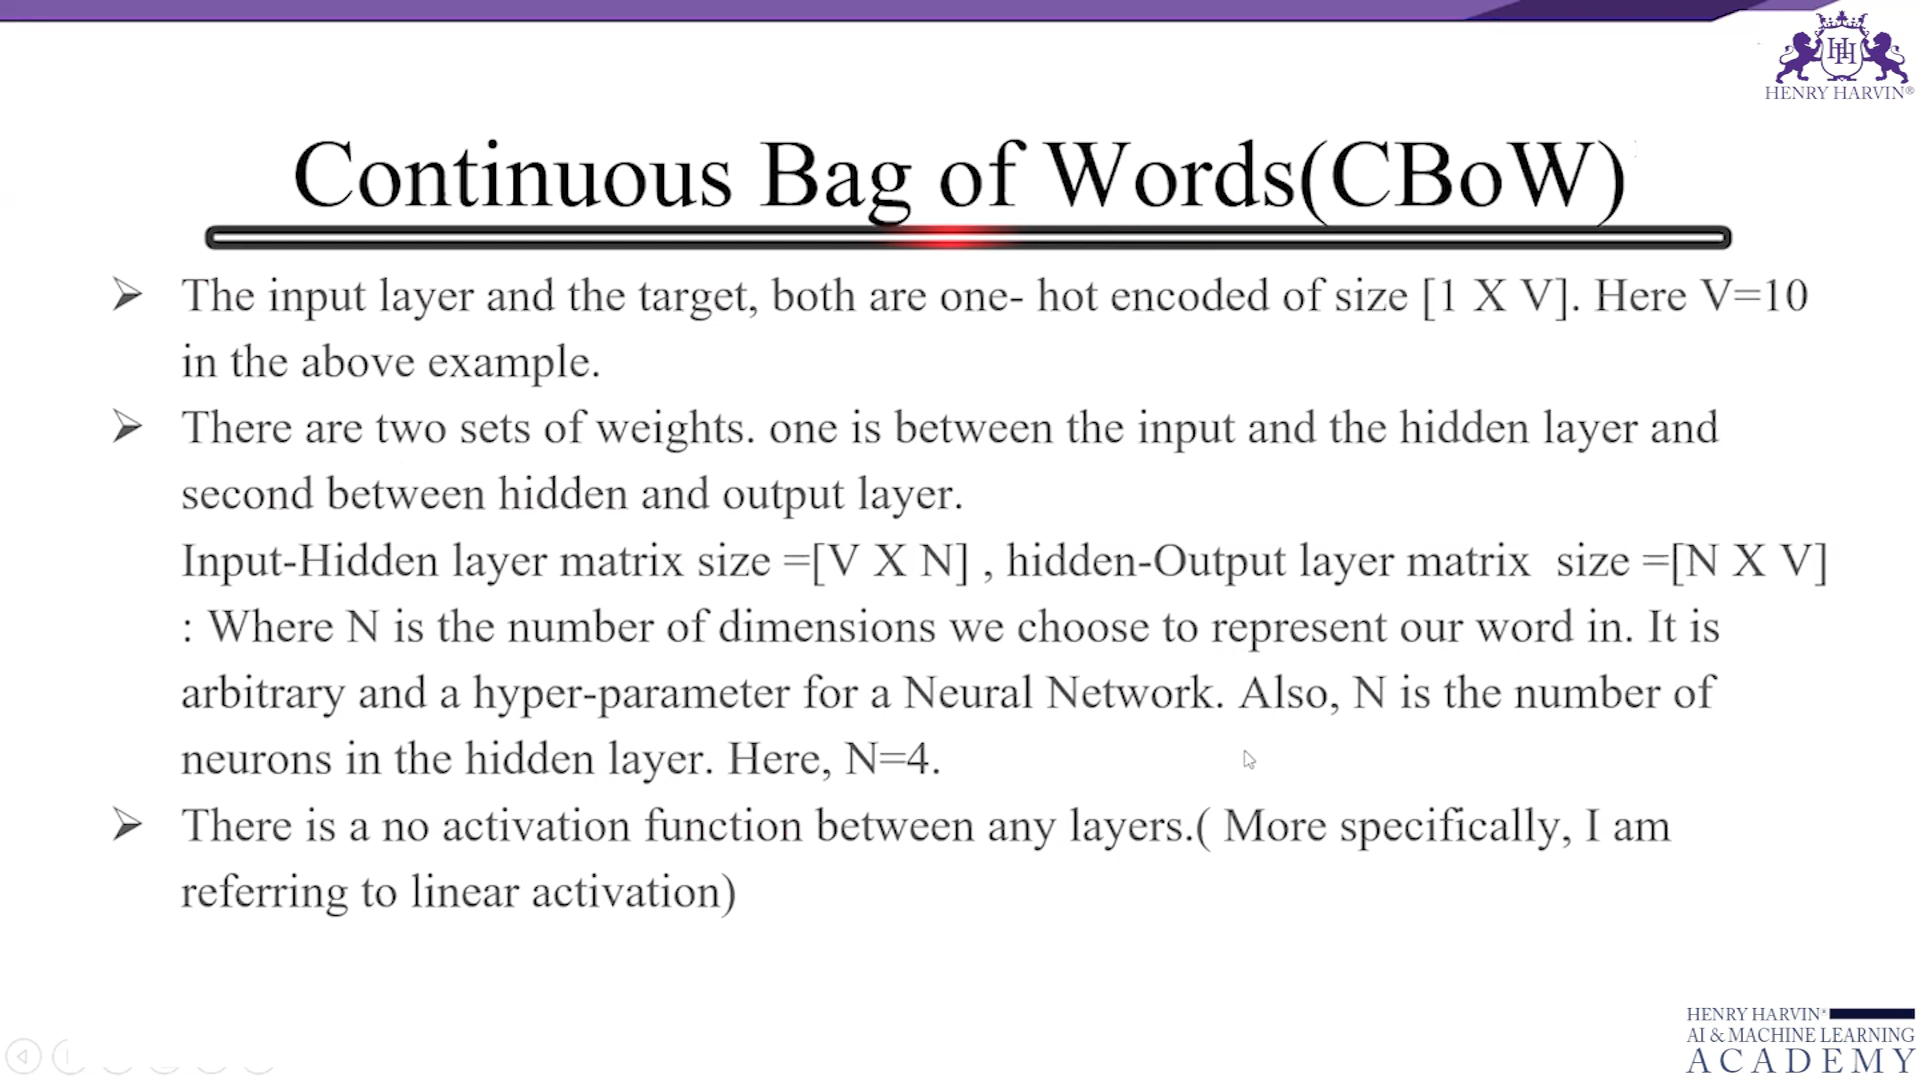 HENRY HARVIN®
Continuous Bag of Words(CBoW)
The input layer and the target, both are one- hot encoded of size [1 X V]. Here V=10
in the above example.
There are two sets of weights. one is between the input and the hidden layer and
second between hidden and output layer.
Input-Hidden layer matrix size =[V X N] , hidden-Output layer matrix size =[N X V]
: Where N is the number of dimensions we choose to represent our word in. It is
arbitrary and a hyper-parameter for a Neural Network. Also, N is the number of
neurons in the hidden layer. Here, N=4.
There is a no activation function between any layers.( More specifically, I am
referring to linear activation)
HENRY HARVIN®
AI & MACHINE LEARNING
ACADEMY